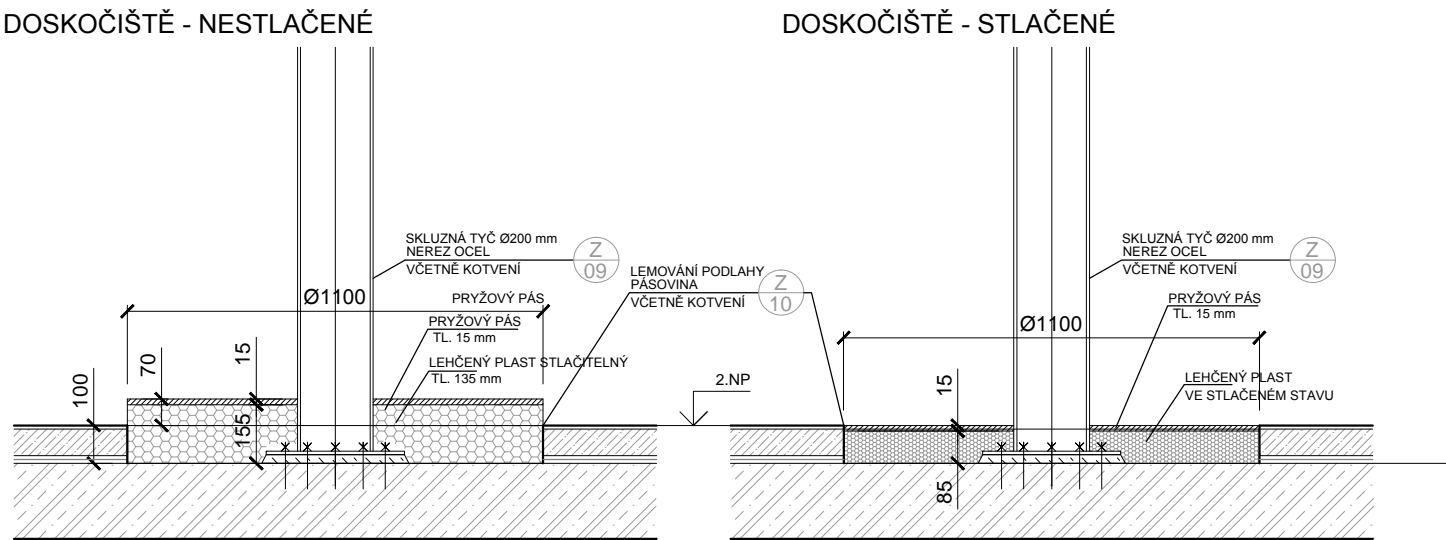 DOSKOČIŠTĚ - NESTLAČENÉ
SKLUZNÁ TYČ Ø200 mm
NEREZ OCEL
VČETNĚ KOTVENÍ
Z
09
LEMOVÁNÍ PODLAHY
PÁSOVINA
VČETNĚ KOTVENÍ
Z
10
Ø1100
PRYŽOVÝ PÁS
PRYŽOVÝ PÁS
TL. 15 mm
LEHČENÝ PLAST STLAČITELNÝ
TL. 135 mm
100
70
15
155
2.NP
DOSKOČIŠTĚ - STLAČENÉ
SKLUZNÁ TYČ Ø200 mm
NEREZ OCEL
VČETNĚ KOTVENÍ
Z
09
Ø1100
PRYŽOVÝ PÁS
TL. 15 mm
LEHČENÝ PLAST
VE STLAČENÉM STAVU
15
85